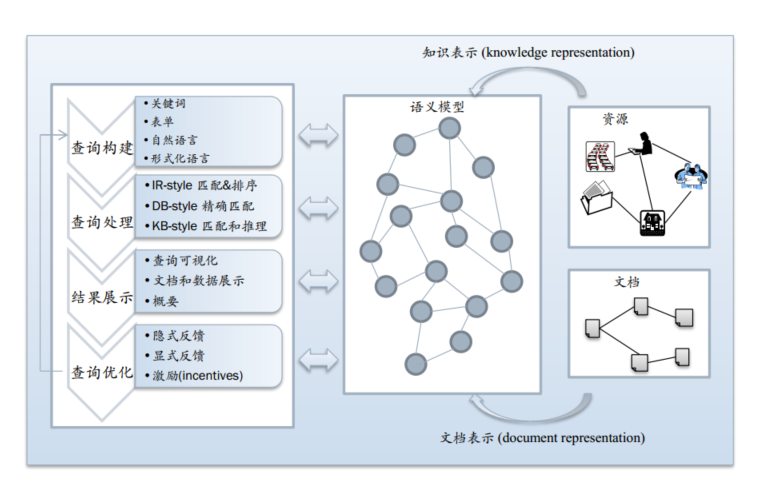 知识表示 (knowledge representation)
查询构建
• 关键词
• 表单
• 自然语言
• 形式化语言
查询处理
• IR-style 匹配&排序
• DB-style 精确匹配
• KB-style 匹配和推理
结果展示
• 查询可视化
• 文档和数据展示
• 概要
查询优化
• 隐式反馈
• 显式反馈
• 激励(incentives)
语义模型
资源
文档
文档表示 (document representation)